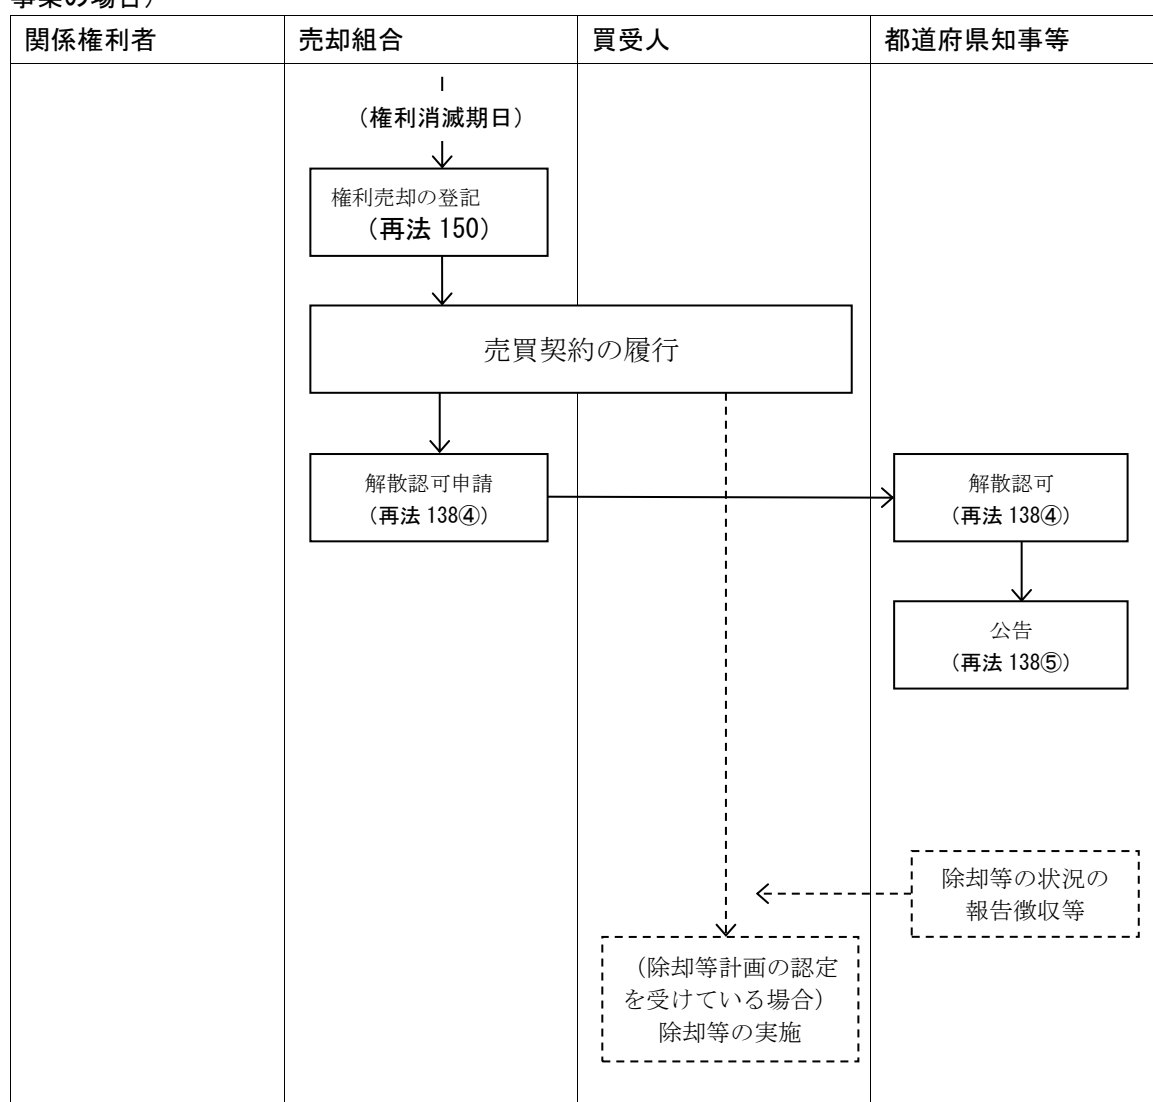 事業の場合）
関係権利者
売却組合
買受人
都道府県知事等
（権利消滅期日）
権利売却の登記
（再法 150）
売買契約の履行
解散認可申請
（再法 138④）
解散認可
（再法 138④）
公告
（再法 138⑤）
除却等の状況の
報告徴収等
（除却等計画の認定
を受けている場合）
除却等の実施